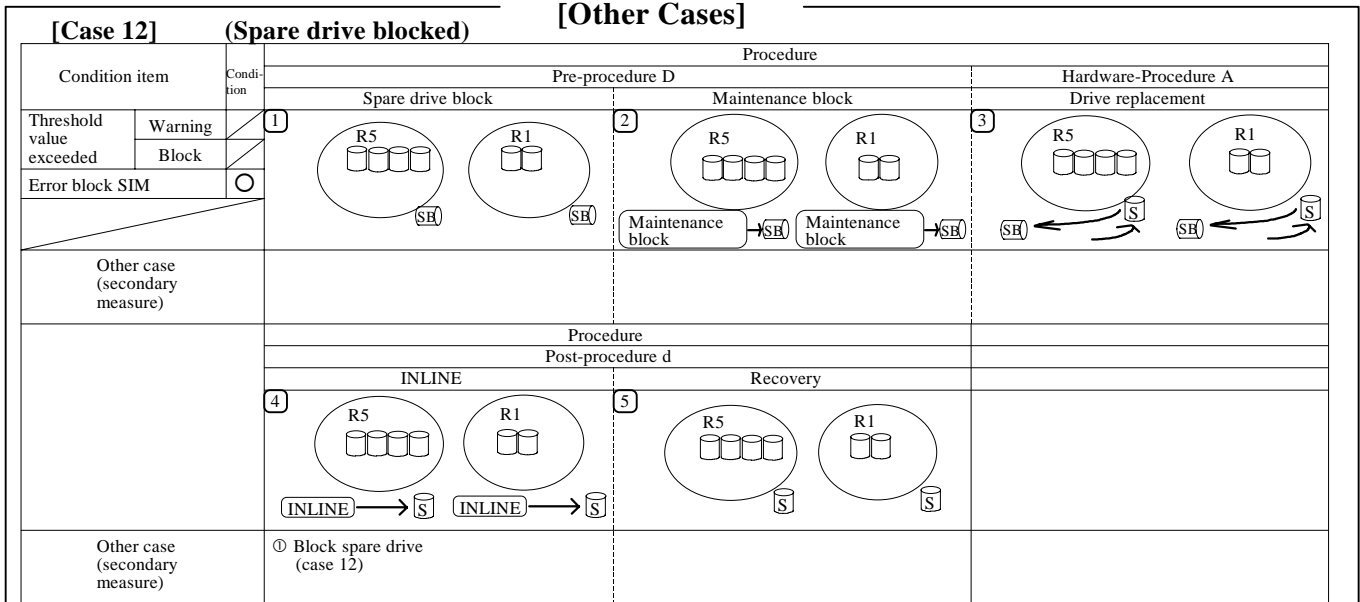 [Other Cases]
[Case 12] (Spare drive blocked)
Condition item
Condi-
tion
Procedure
Pre-procedure D
Hardware-Procedure A
Spare drive block
Maintenance block
Drive replacement
Threshold
value
exceeded
Warning
Block
Error block SIM
1
R5
R1
SB
SB
2
R5
R1
Maintenance
block
SB
Maintenance
block
SB
3
R5
R1
S
SB
S
SB
Other case
(secondary
measure)
Procedure
Post-procedure d
INLINE
Recovery
4
R5
R1
INLINE
S
INLINE
S
5
R5
R1
S
S
Other case
(secondary
measure)
① Block spare drive
(case 12)